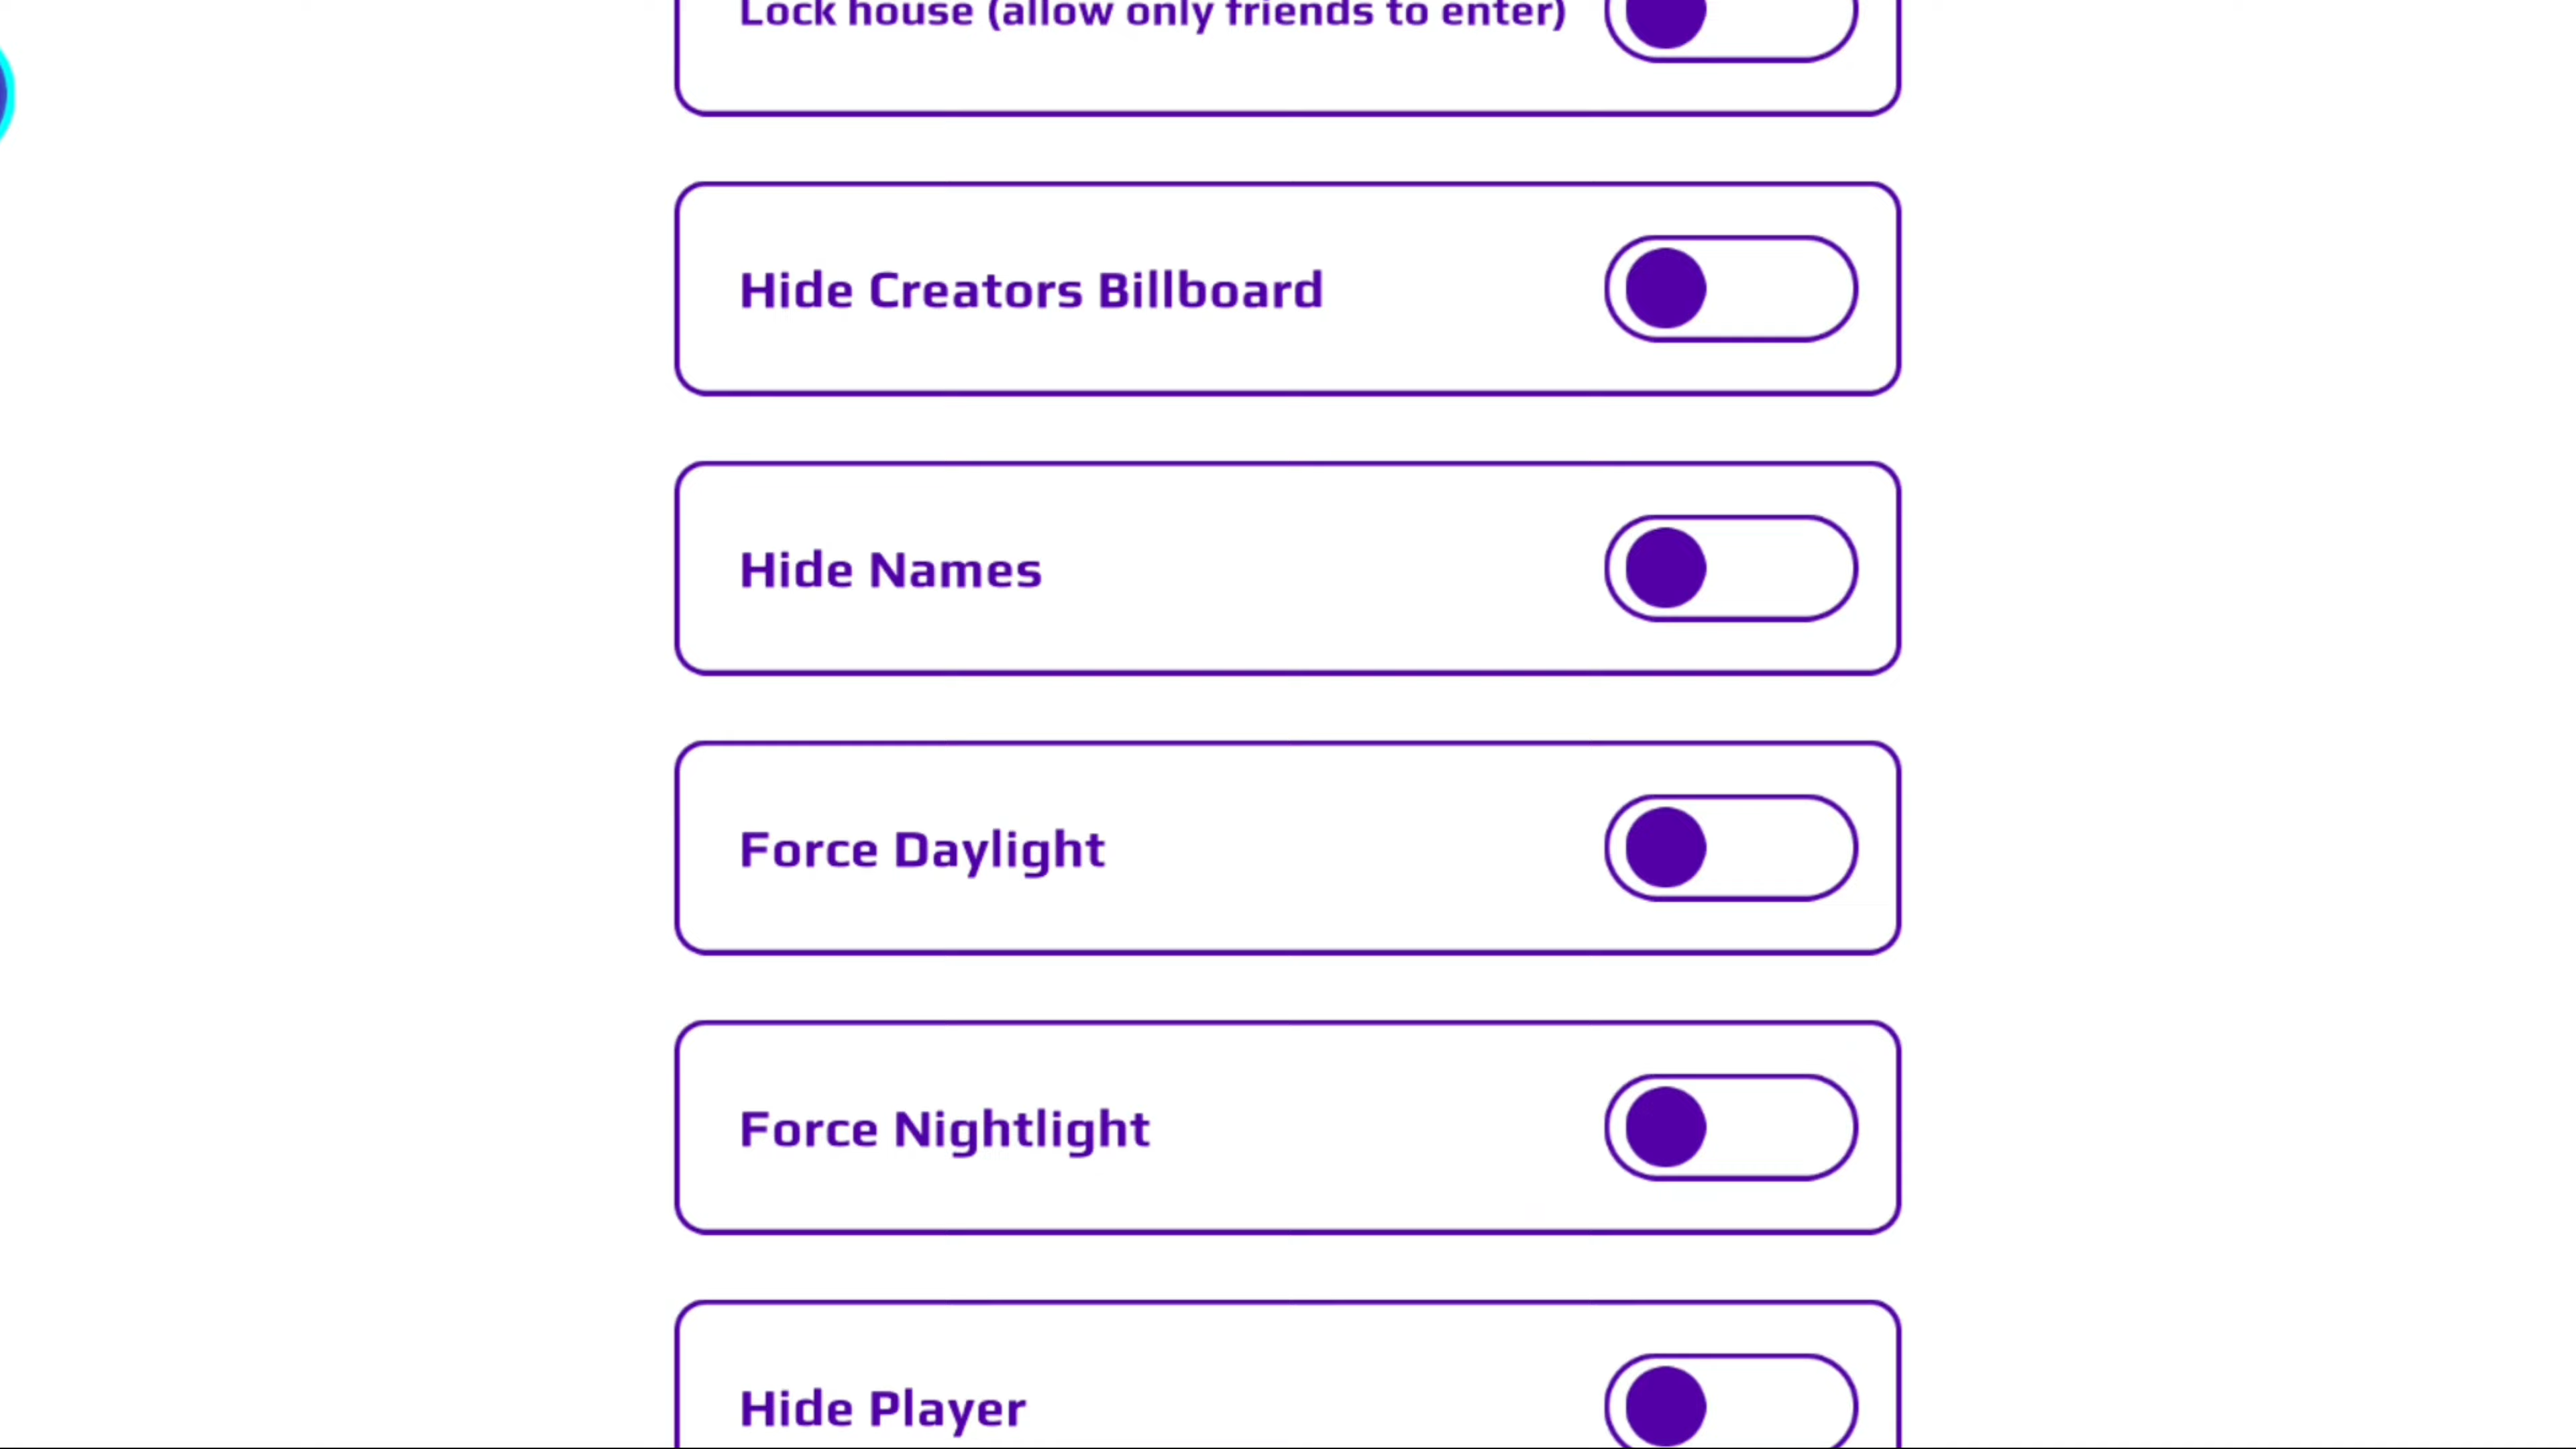 Lock house (allow only friends to enter)
Hide Creators Billboard
Hide Names
Force Daylight
Force Nightlight
Hide Player